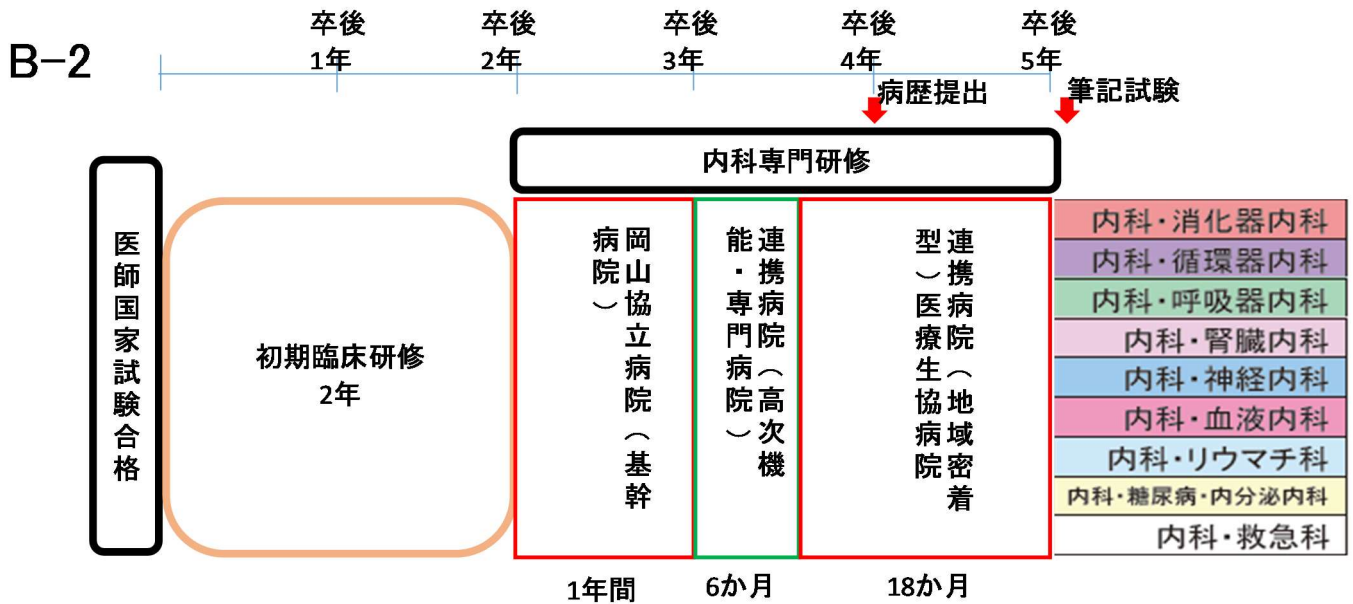 B-2
卒後
1年
卒後
2年
卒後
3年
卒後
4年
卒後
5年
病歴提出
筆記試験
内科専門研修
医師国家試験合格
初期臨床研修
2年
岡山協立病院（基幹
病院）
連携病院（高次機
能・専門病院）
連携病院（地域密着
型）医療生協病院
内科・消化器内科
内科・循環器内科
内科・呼吸器内科
内科・腎臓内科
内科・神経内科
内科・血液内科
内科・リウマチ科
内科・糖尿病・内分泌内科
内科・救急科
1年間
6か月
18か月